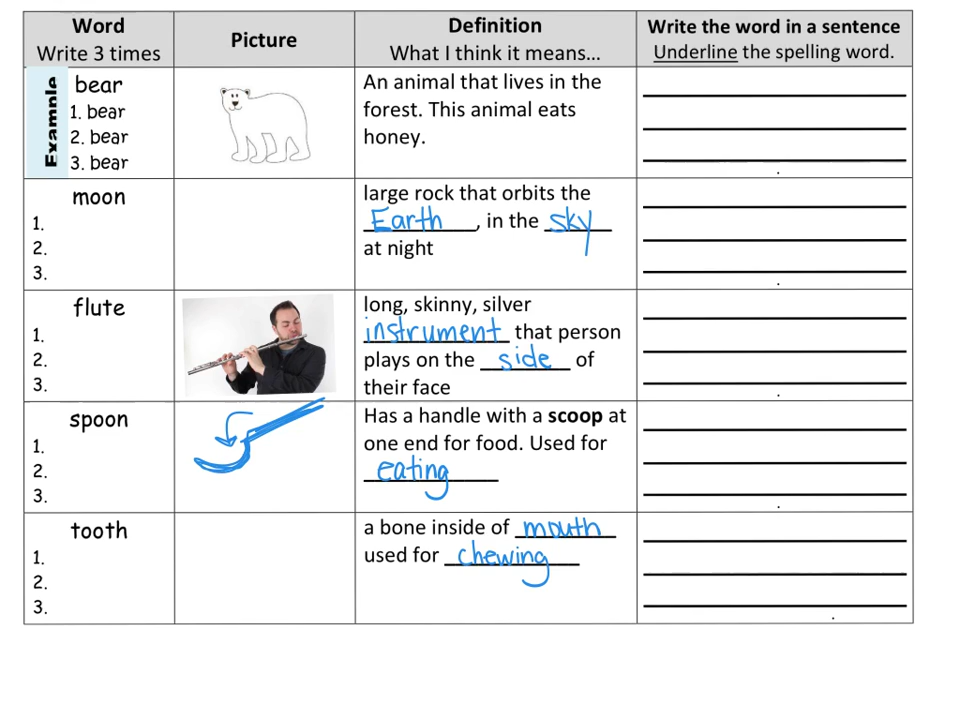 Word
Write 3 times
Picture
Definition
What I think it means...
Write the word in a sentence
Underline the spelling word.
Example
bear
1. bear
2. bear
3. bear
An animal that lives in the
forest. This animal eats
honey.
.
moon
1.
2.
3.
large rock that orbits the
Earth, in the sky
at night
.
flute
1.
2.
3.
long, skinny, silver
instrument that person
plays on the side of
their face
.
spoon
1.
2.
3.
Has a handle with a scoop at
one end for food. Used for
eating
.
tooth
1.
2.
3.
a bone inside of mouth
used for chewing
.